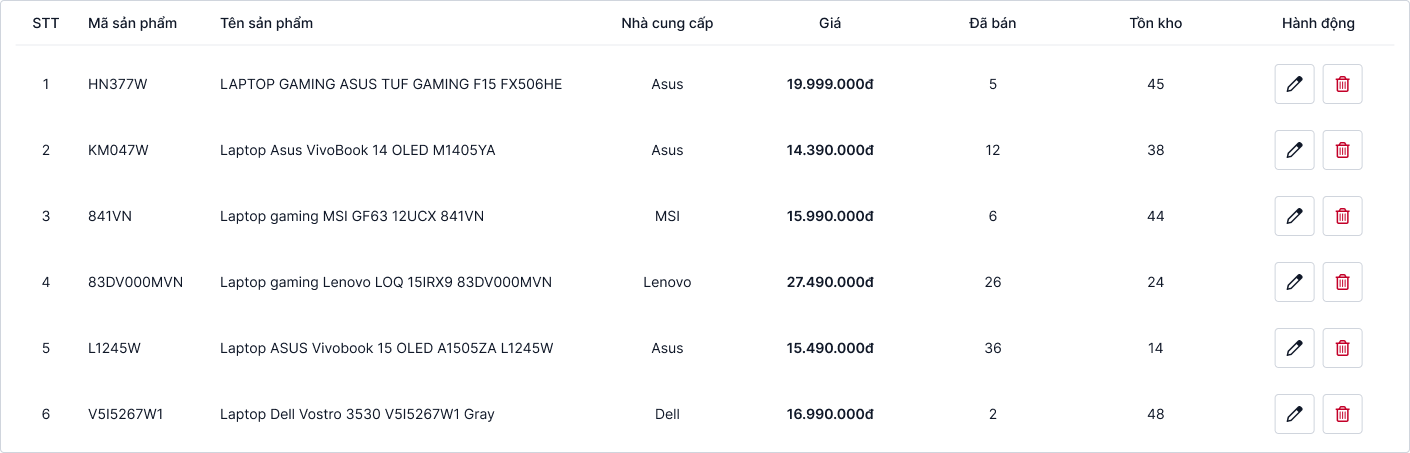 STT Mã sản phẩm Tên sản phẩm Nhà cung cấp Giá Đã bán Tồn kho Hành động
1 HN377W LAPTOP GAMING ASUS TUF GAMING F15 FX506HE Asus 19.999.000đ 5 45
2 KM047W Laptop Asus VivoBook 14 OLED M1405YA Asus 14.390.000đ 12 38
3 841VN Laptop gaming MSI GF63 12UCX 841VN MSI 15.990.000đ 6 44
4 83DV000MVN Laptop gaming Lenovo LOQ 15IRX9 83DV000MVN Lenovo 27.490.000đ 26 24
5 L1245W Laptop ASUS Vivobook 15 OLED A1505ZA L1245W Asus 15.490.000đ 36 14
6 V5I5267W1 Laptop Dell Vostro 3530 V5I5267W1 Gray Dell 16.990.000đ 2 48